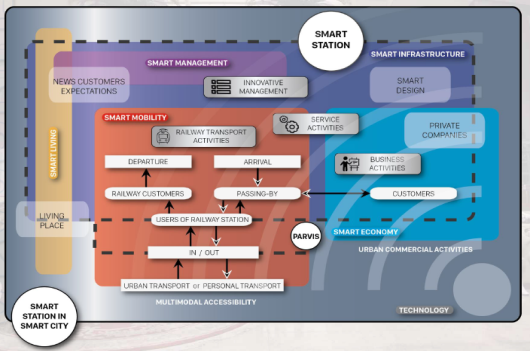 SMART
STATION
SMART MANAGEMENT
SMART INFRASTRUCTURE
NEWS CUSTOMERS
EXPECTATIONS
INNOVATIVE
MANAGEMENT
SMART
DESIGN
SMART MOBILITY
SERVICE
ACTIVITIES
PRIVATE
COMPANIES
RAILWAY TRANSPORT
ACTIVITIES
SMART LIVING
DEPARTURE
ARRIVAL
BUSINESS
ACTIVITIES
RAILWAY CUSTOMERS
PASSING-BY
CUSTOMERS
LIVING
PLACE
USERS OF RAILWAY STATION
PARVIS
SMART ECONOMY
IN / OUT
URBAN COMMERCIAL ACTIVITIES
URBAN TRANSPORT or PERSONAL TRANSPORT
MULTIMODAL ACCESSIBILITY
SMART
STATION IN
SMART CITY
TECHNOLOGY